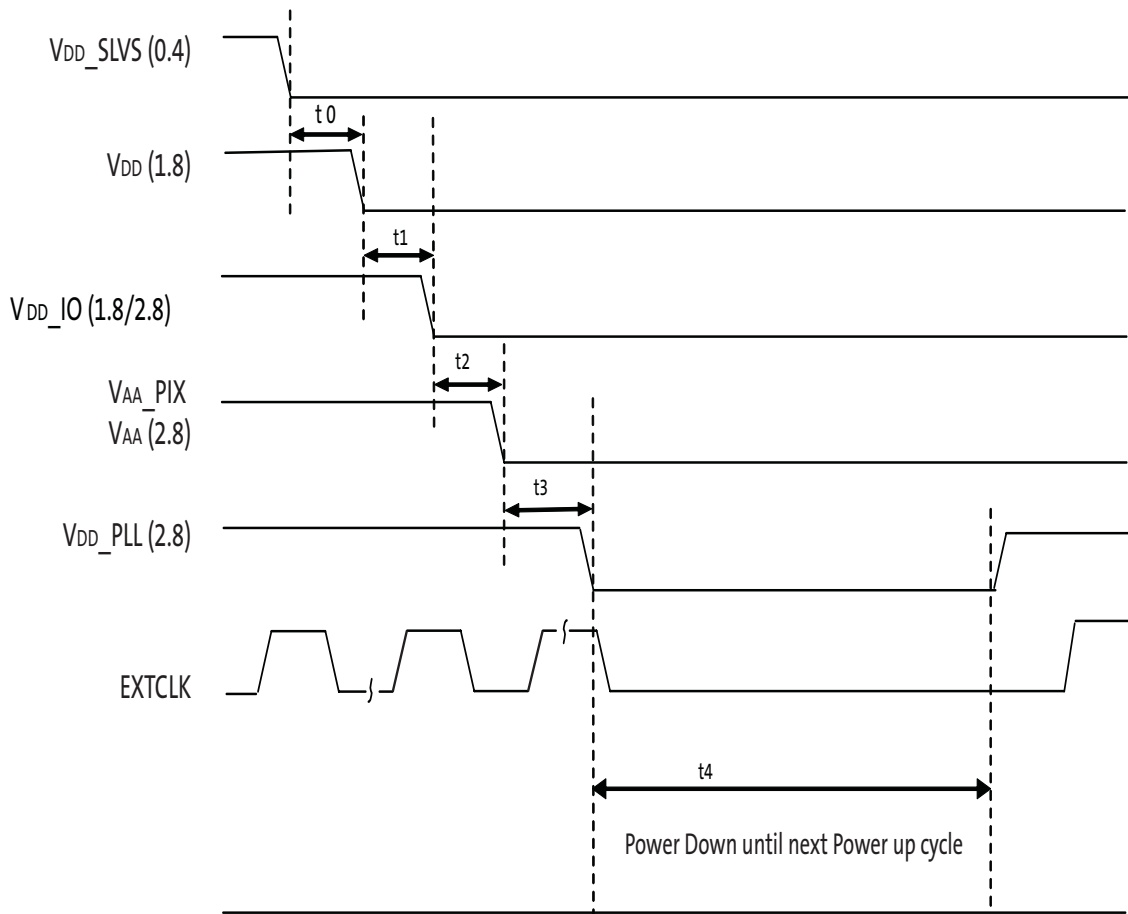 VDD_SLVS (0.4)
t 0
VDD (1.8)
t1
VDD_IO (1.8/2.8)
t2
VAA_PIX
VAA (2.8)
t3
VDD_PLL (2.8)
EXTCLK
t4
Power Down until next Power up cycle